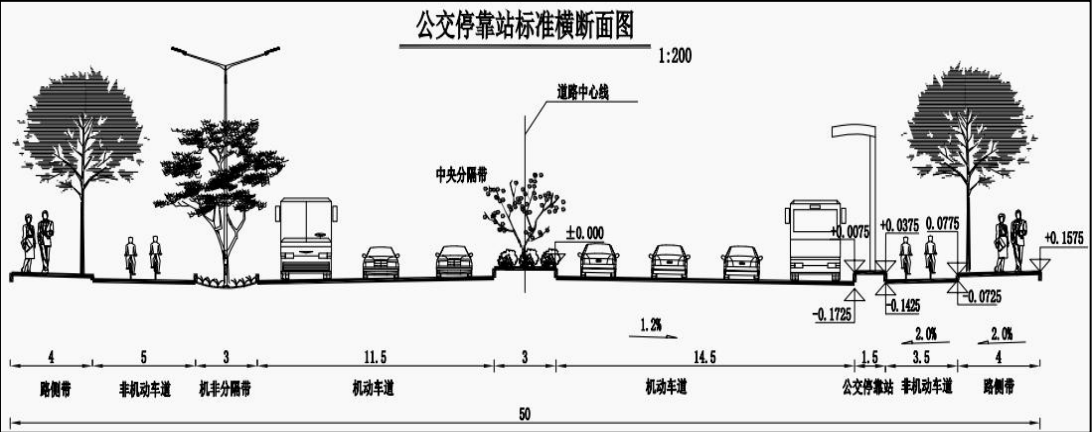 公交停靠站标准横断面图
1:200
道路中心线
中央分隔带
±0.000
+0.0075
+0.0375
0.0775
+0.1575
-0.1725
-0.1425
-0.0725
1.2%
2.0%
2.0%
4
5
3
11.5
3
14.5
1.5
3.5
4
路侧带
非机动车道
机非分隔带
机动车道
机动车道
公交停靠站
非机动车道
路侧带
50